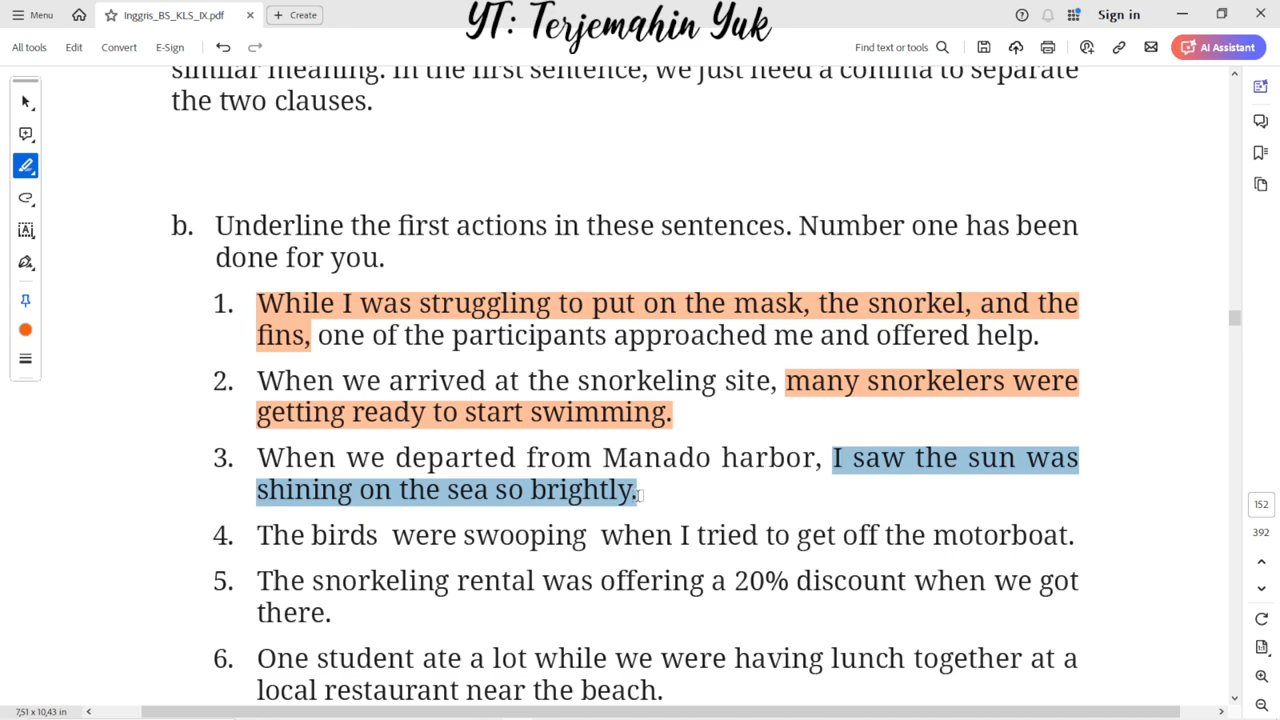 Menu
Inggris_BS_KLS_IX.pdf
Create
YT: Terjemahin Yuk
Sign in
All tools
Edit
Convert
E-Sign
Find text or tools
AI Assistant
similar meaning. In the first sentence, we just need a comma to separate
the two clauses.
b. Underline the first actions in these sentences. Number one has been
done for you.
1. While I was struggling to put on the mask, the snorkel, and the
fins, one of the participants approached me and offered help.
2. When we arrived at the snorkeling site, many snorkelers were
getting ready to start swimming.
3. When we departed from Manado harbor, I saw the sun was
shining on the sea so brightly.
4. The birds were swooping when I tried to get off the motorboat.
5. The snorkeling rental was offering a 20% discount when we got
there.
6. One student ate a lot while we were having lunch together at a
local restaurant near the beach.
152
392
7,51 x 10,43 in